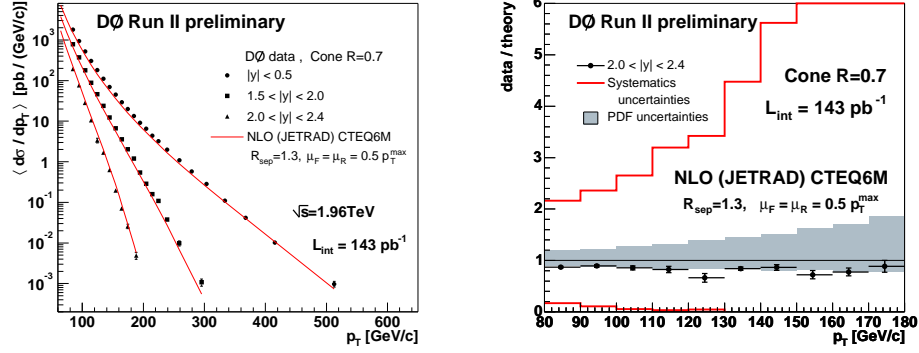 DØ Run II preliminary
⟨ dσ / dp_T ⟩ [pb / (GeV/c)]
10^3
10^2
10
1
10^-1
10^-2
10^-3
DØ data , Cone R=0.7
|y| < 0.5
1.5 < |y| < 2.0
2.0 < |y| < 2.4
NLO (JETRAD) CTEQ6M
R_sep=1.3, μ_F = μ_R = 0.5 p_T^max
√s=1.96TeV
L_int = 143 pb^-1
100 200 300 400 500 600
p_T [GeV/c]
DØ Run II preliminary
data / theory
6
5
4
3
2
1
0
2.0 < |y| < 2.4
Systematics
uncertainties
PDF uncertainties
Cone R=0.7
L_int = 143 pb^-1
NLO (JETRAD) CTEQ6M
R_sep=1.3, μ_F = μ_R = 0.5 p_T^max
80 90 100 110 120 130 140 150 160 170 180
p_T [GeV/c]